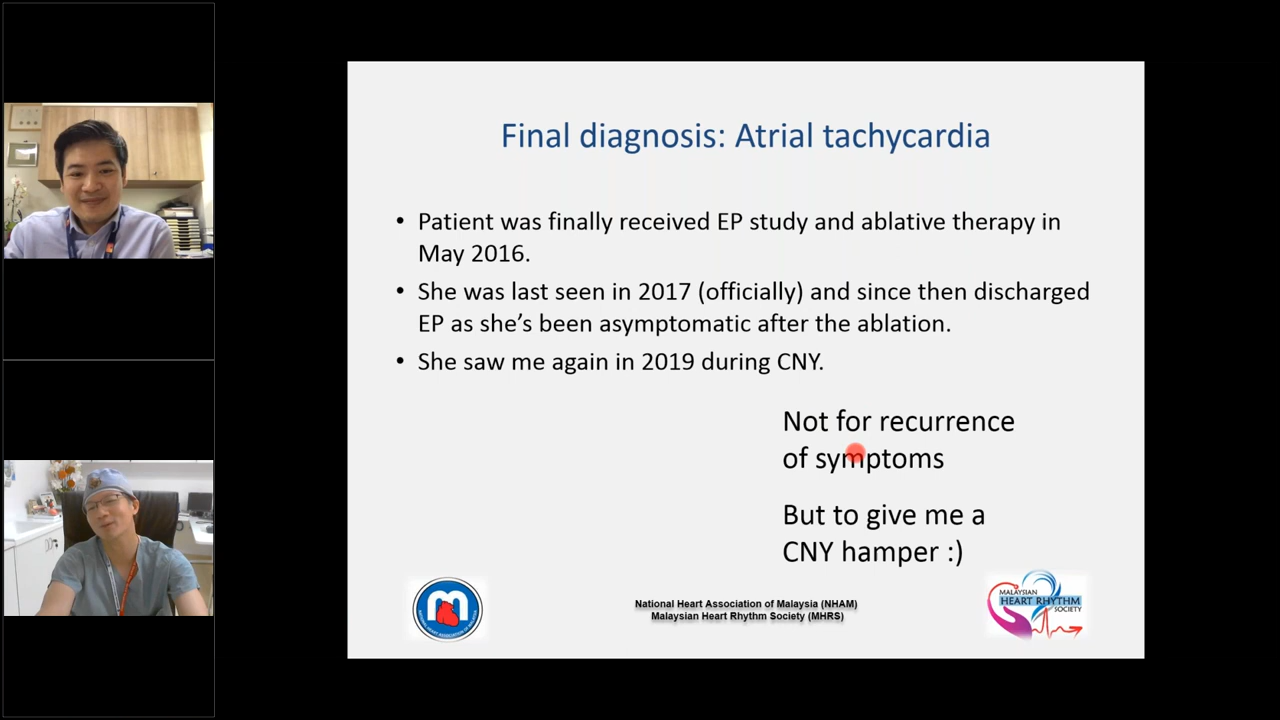 Final diagnosis: Atrial tachycardia
• Patient was finally received EP study and ablative therapy in
May 2016.
• She was last seen in 2017 (officially) and since then discharged
EP as she’s been asymptomatic after the ablation.
• She saw me again in 2019 during CNY.
Not for recurrence
of symptoms
But to give me a
CNY hamper :)
National Heart Association of Malaysia (NHAM)
Malaysian Heart Rhythm Society (MHRS)
MALAYSIAN
HEART RHYTHM
SOCIETY